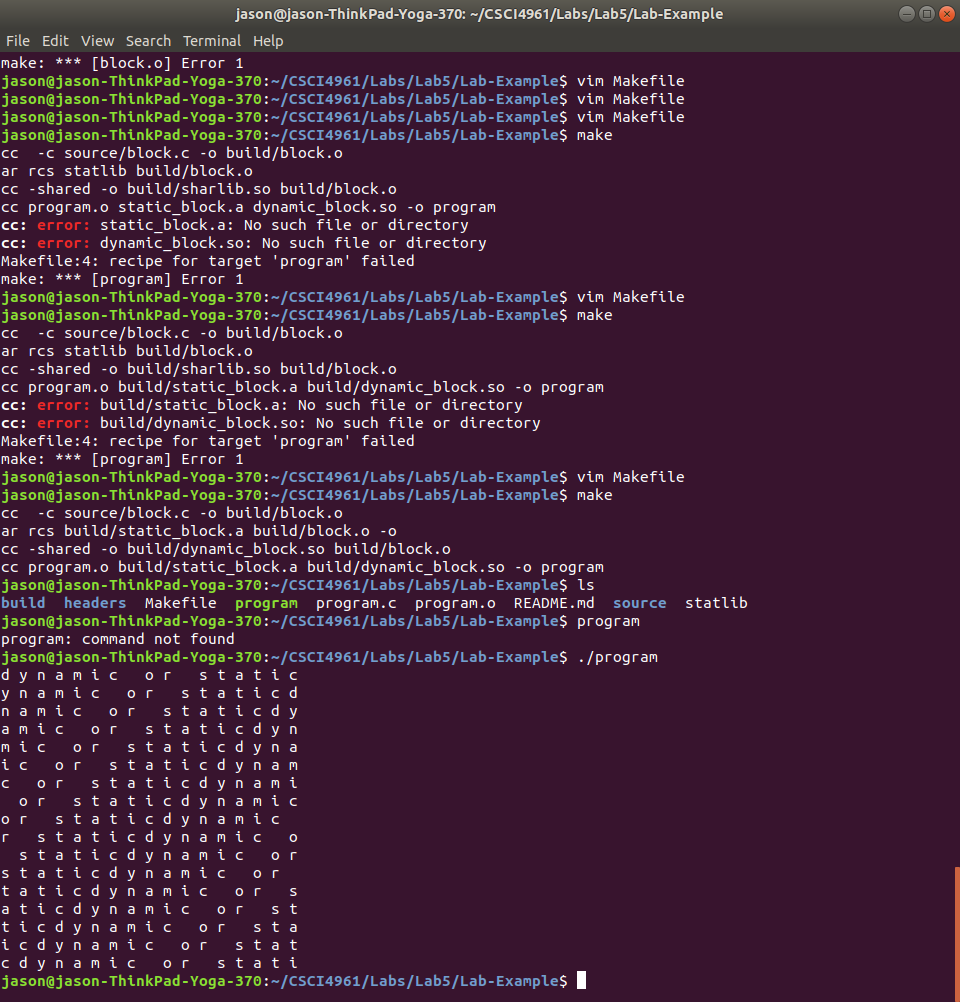 jason@jason-ThinkPad-Yoga-370: ~/CSCI4961/Labs/Lab5/Lab-Example
File Edit View Search Terminal Help
make: *** [block.o] Error 1
jason@jason-ThinkPad-Yoga-370:~/CSCI4961/Labs/Lab5/Lab-Example$ vim Makefile
jason@jason-ThinkPad-Yoga-370:~/CSCI4961/Labs/Lab5/Lab-Example$ vim Makefile
jason@jason-ThinkPad-Yoga-370:~/CSCI4961/Labs/Lab5/Lab-Example$ vim Makefile
jason@jason-ThinkPad-Yoga-370:~/CSCI4961/Labs/Lab5/Lab-Example$ make
cc  -c source/block.c -o build/block.o
ar rcs statlib build/block.o
cc -shared -o build/sharlib.so build/block.o
cc program.o static_block.a dynamic_block.so -o program
cc: error: static_block.a: No such file or directory
cc: error: dynamic_block.so: No such file or directory
Makefile:4: recipe for target 'program' failed
make: *** [program] Error 1
jason@jason-ThinkPad-Yoga-370:~/CSCI4961/Labs/Lab5/Lab-Example$ vim Makefile
jason@jason-ThinkPad-Yoga-370:~/CSCI4961/Labs/Lab5/Lab-Example$ make
cc  -c source/block.c -o build/block.o
ar rcs statlib build/block.o
cc -shared -o build/sharlib.so build/block.o
cc program.o build/static_block.a build/dynamic_block.so -o program
cc: error: build/static_block.a: No such file or directory
cc: error: build/dynamic_block.so: No such file or directory
Makefile:4: recipe for target 'program' failed
make: *** [program] Error 1
jason@jason-ThinkPad-Yoga-370:~/CSCI4961/Labs/Lab5/Lab-Example$ vim Makefile
jason@jason-ThinkPad-Yoga-370:~/CSCI4961/Labs/Lab5/Lab-Example$ make
cc  -c source/block.c -o build/block.o
ar rcs build/static_block.a build/block.o -o
cc -shared -o build/dynamic_block.so build/block.o
cc program.o build/static_block.a build/dynamic_block.so -o program
jason@jason-ThinkPad-Yoga-370:~/CSCI4961/Labs/Lab5/Lab-Example$ ls
build  headers  Makefile  program  program.c  program.o  README.md  source  statlib
jason@jason-ThinkPad-Yoga-370:~/CSCI4961/Labs/Lab5/Lab-Example$ program
program: command not found
jason@jason-ThinkPad-Yoga-370:~/CSCI4961/Labs/Lab5/Lab-Example$ ./program
d y n a m i c   o r   s t a t i c
y n a m i c   o r   s t a t i c d
n a m i c   o r   s t a t i c d y
a m i c   o r   s t a t i c d y n
m i c   o r   s t a t i c d y n a
i c   o r   s t a t i c d y n a m
c   o r   s t a t i c d y n a m i
  o r   s t a t i c d y n a m i c
o r   s t a t i c d y n a m i c
r   s t a t i c d y n a m i c   o
  s t a t i c d y n a m i c   o r
s t a t i c d y n a m i c   o r
t a t i c d y n a m i c   o r   s
a t i c d y n a m i c   o r   s t
t i c d y n a m i c   o r   s t a
i c d y n a m i c   o r   s t a t
c d y n a m i c   o r   s t a t i
jason@jason-ThinkPad-Yoga-370:~/CSCI4961/Labs/Lab5/Lab-Example$